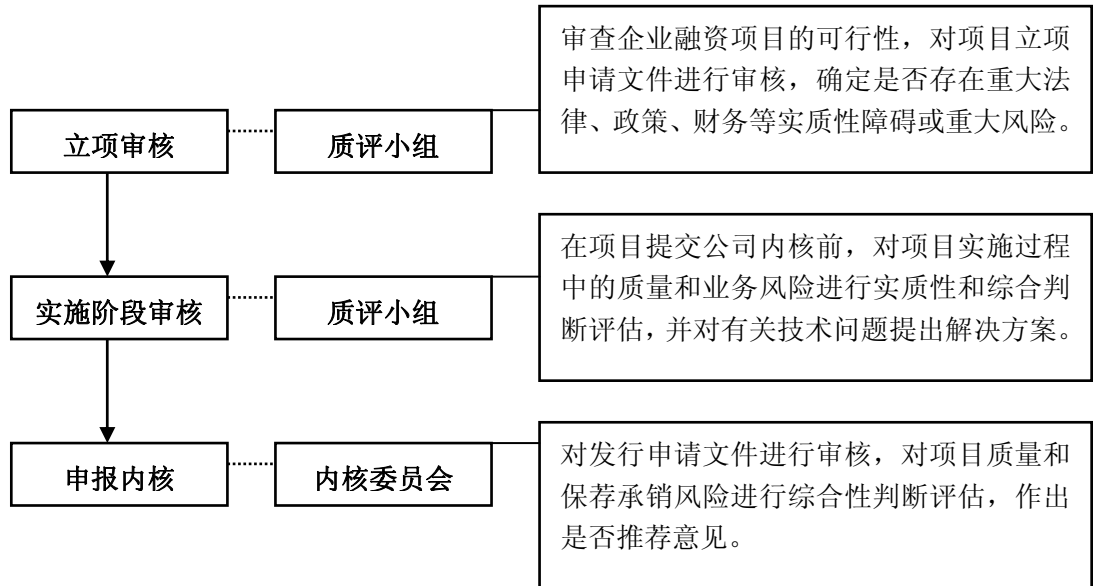 审查企业融资项目的可行性，对项目立项
申请文件进行审核，确定是否存在重大法
律、政策、财务等实质性障碍或重大风险。
立项审核
质评小组
在项目提交公司内核前，对项目实施过程
中的质量和业务风险进行实质性和综合判
断评估，并对有关技术问题提出解决方案。
实施阶段审核
质评小组
对发行申请文件进行审核，对项目质量和
保荐承销风险进行综合性判断评估，作出
是否推荐意见。
申报内核
内核委员会